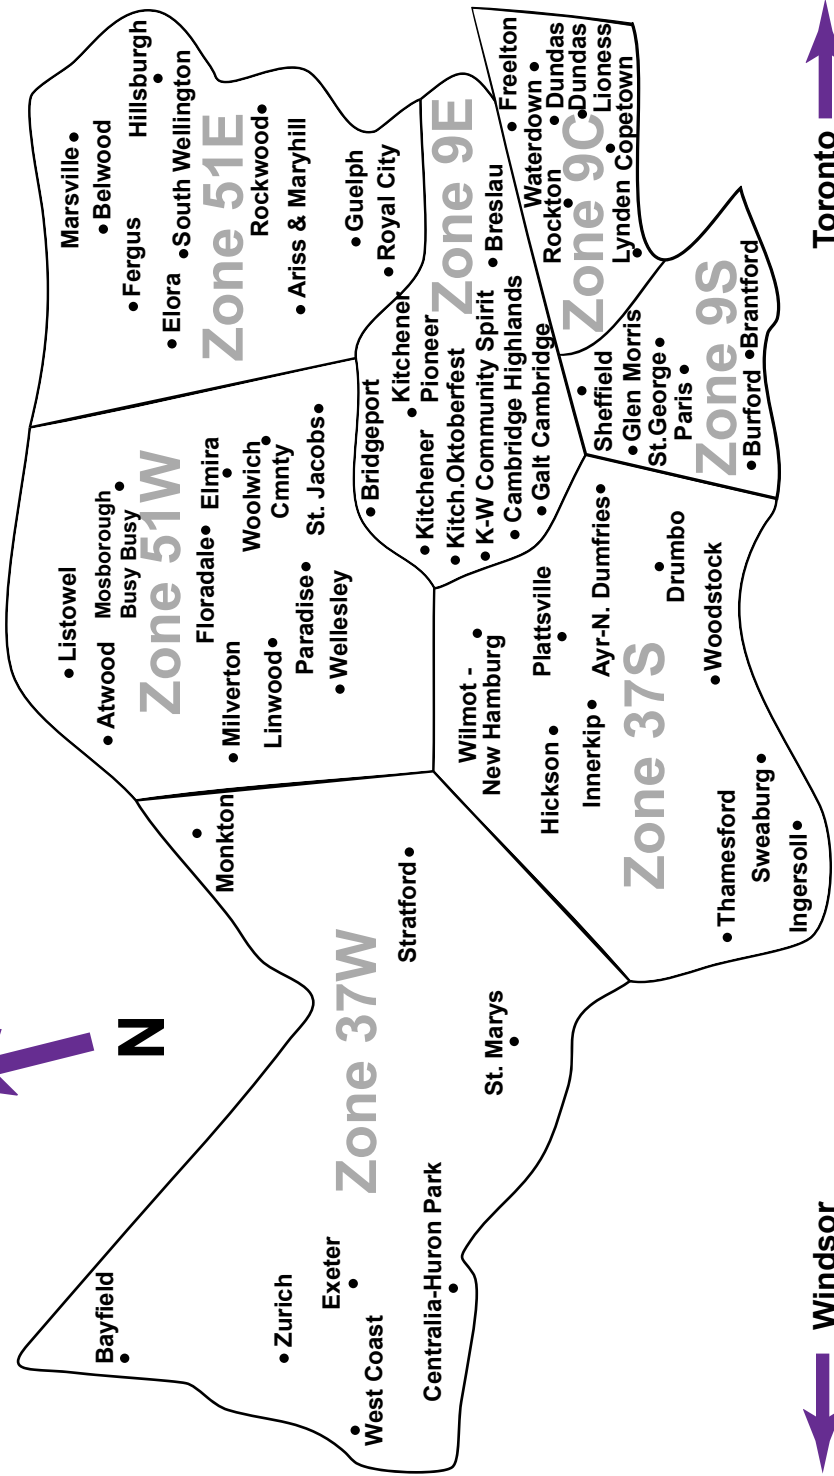 N
Bayfield
Zurich
Exeter
West Coast
Centralia-Huron Park
Zone 37W
St. Marys
Stratford
Monkton
Listowel
Atwood
Mosborough
Busy Busy
Zone 51W
Floradale
Elmira
Milverton
Woolwich
Cmnty
Linwood
Paradise
St. Jacobs
Wellesley
Marsville
Belwood
Hillsburgh
Fergus
South Wellington
Elora
Zone 51E
Rockwood
Ariss & Maryhill
Guelph
Royal City
Bridgeport
Kitchener
Pioneer
Zone 9E
Kitchener
Kitch.Oktoberfest
K-W Community Spirit
Breslau
Cambridge Highlands
Galt Cambridge
Freelton
Waterdown
Dundas
Rockton
Dundas
Lioness
Zone 9C
Lynden
Copetown
Sheffield
Glen Morris
St.George
Paris
Zone 9S
Burford
Brantford
Wilmot -
New Hamburg
Plattsville
Hickson
Ayr-N. Dumfries
Innerkip
Zone 37S
Drumbo
Woodstock
Thamesford
Sweaburg
Ingersoll
Windsor
Toronto